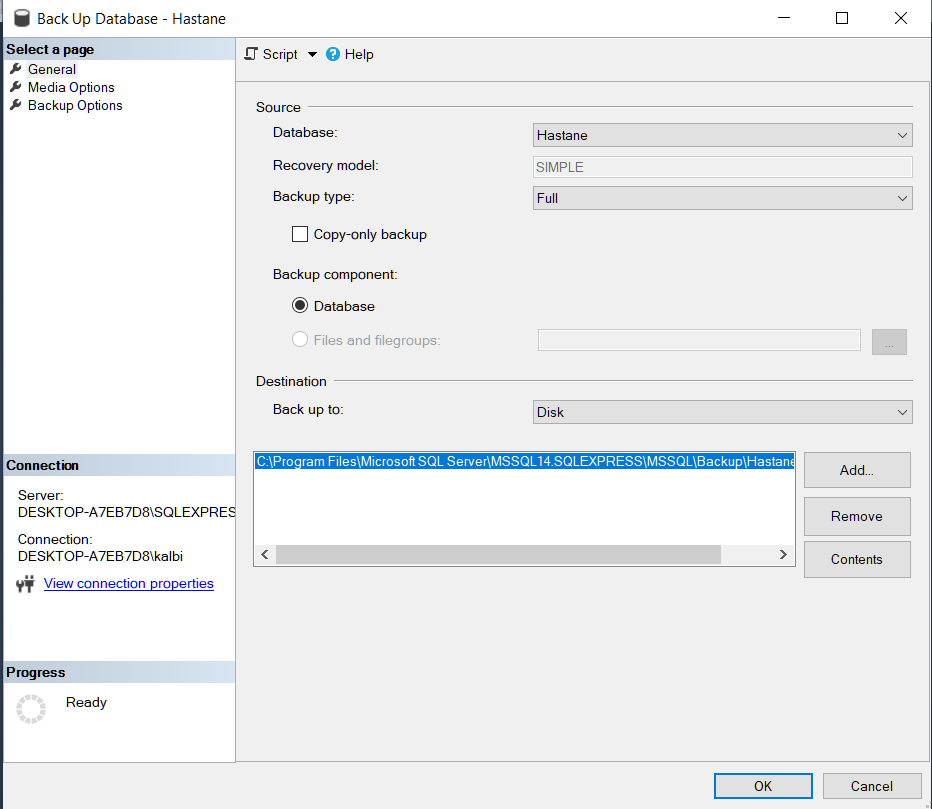 Back Up Database - Hastane
Select a page
General
Media Options
Backup Options
Script
Help
Source
Database:
Hastane
Recovery model:
SIMPLE
Backup type:
Full
Copy-only backup
Backup component:
Database
Files and filegroups:
...
Destination
Back up to:
Disk
C:\Program Files\Microsoft SQL Server\MSSQL14.SQLEXPRESS\MSSQL\Backup\Hastane
Add...
Remove
Contents
Connection
Server:
DESKTOP-A7EB7D8\SQLEXPRES
Connection:
DESKTOP-A7EB7D8\kalbi
View connection properties
Progress
Ready
OK
Cancel